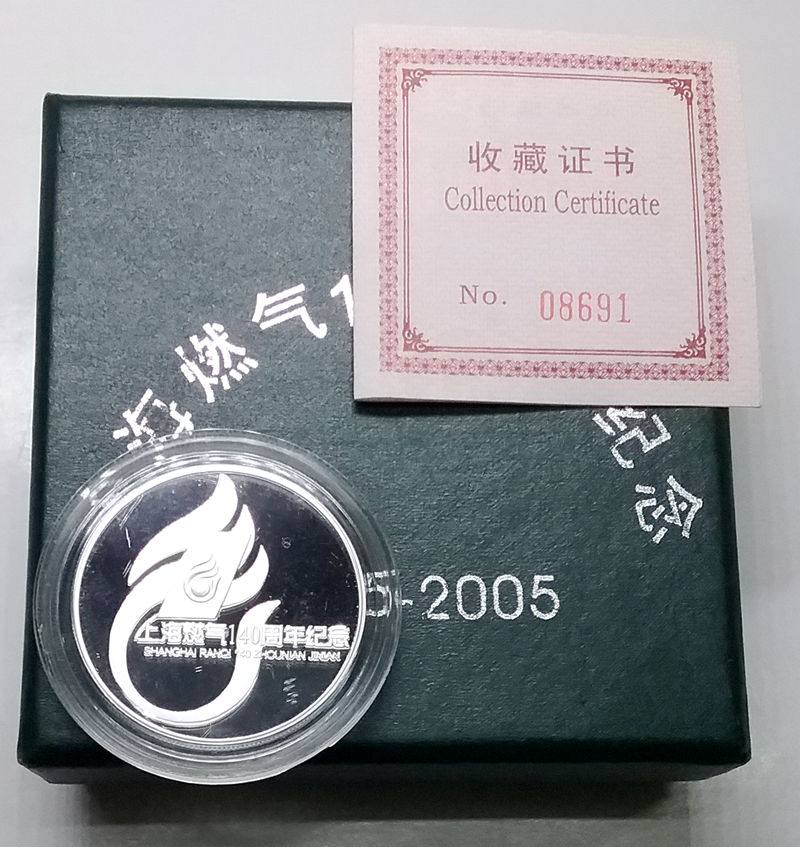 收藏证书
Collection Certificate
No. 08691
海燃气1
纪念
5-2005
上海燃气140周年纪念
SHANGHAI RANQI 140 ZHOUNIAN JINIAN